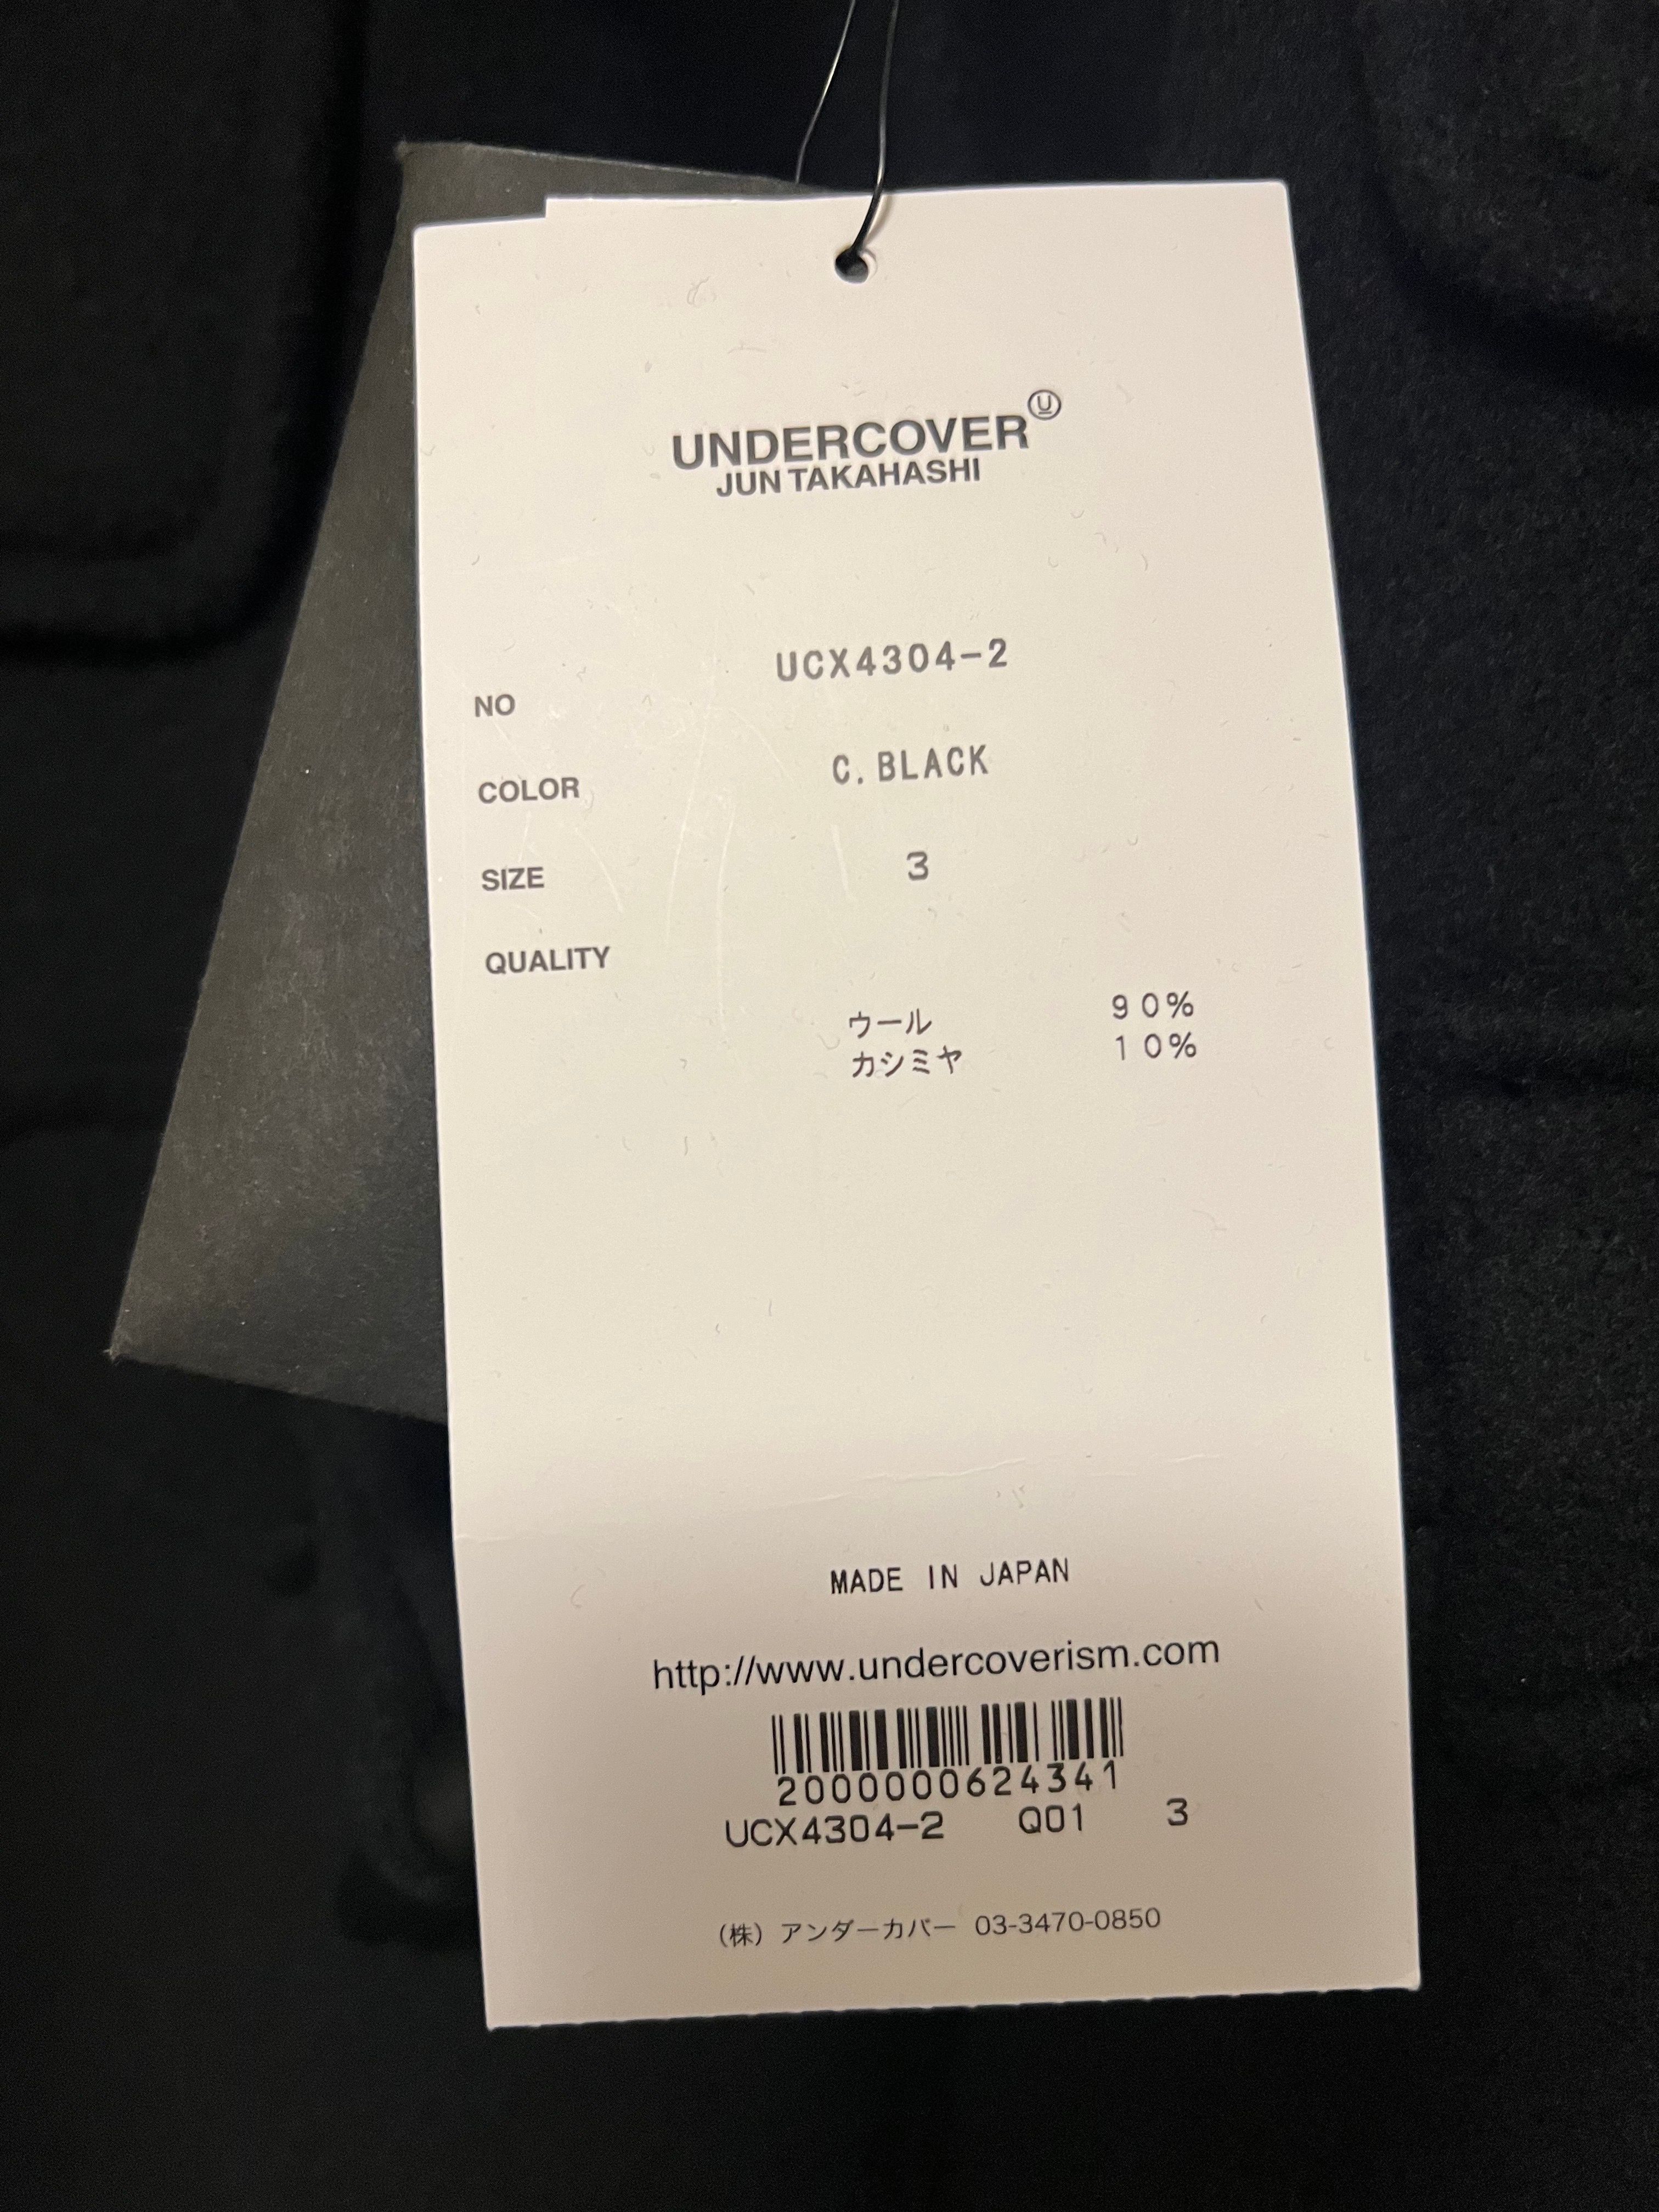 UNDERCOVER Ⓤ
JUN TAKAHASHI
NO UCX4304-2
COLOR C.BLACK
SIZE 3
QUALITY
ウール 90%
カシミヤ 10%
MADE IN JAPAN
http://www.undercoverism.com
2000000624341
UCX4304-2 Q01 3
(株) アンダーカバー 03-3470-0850